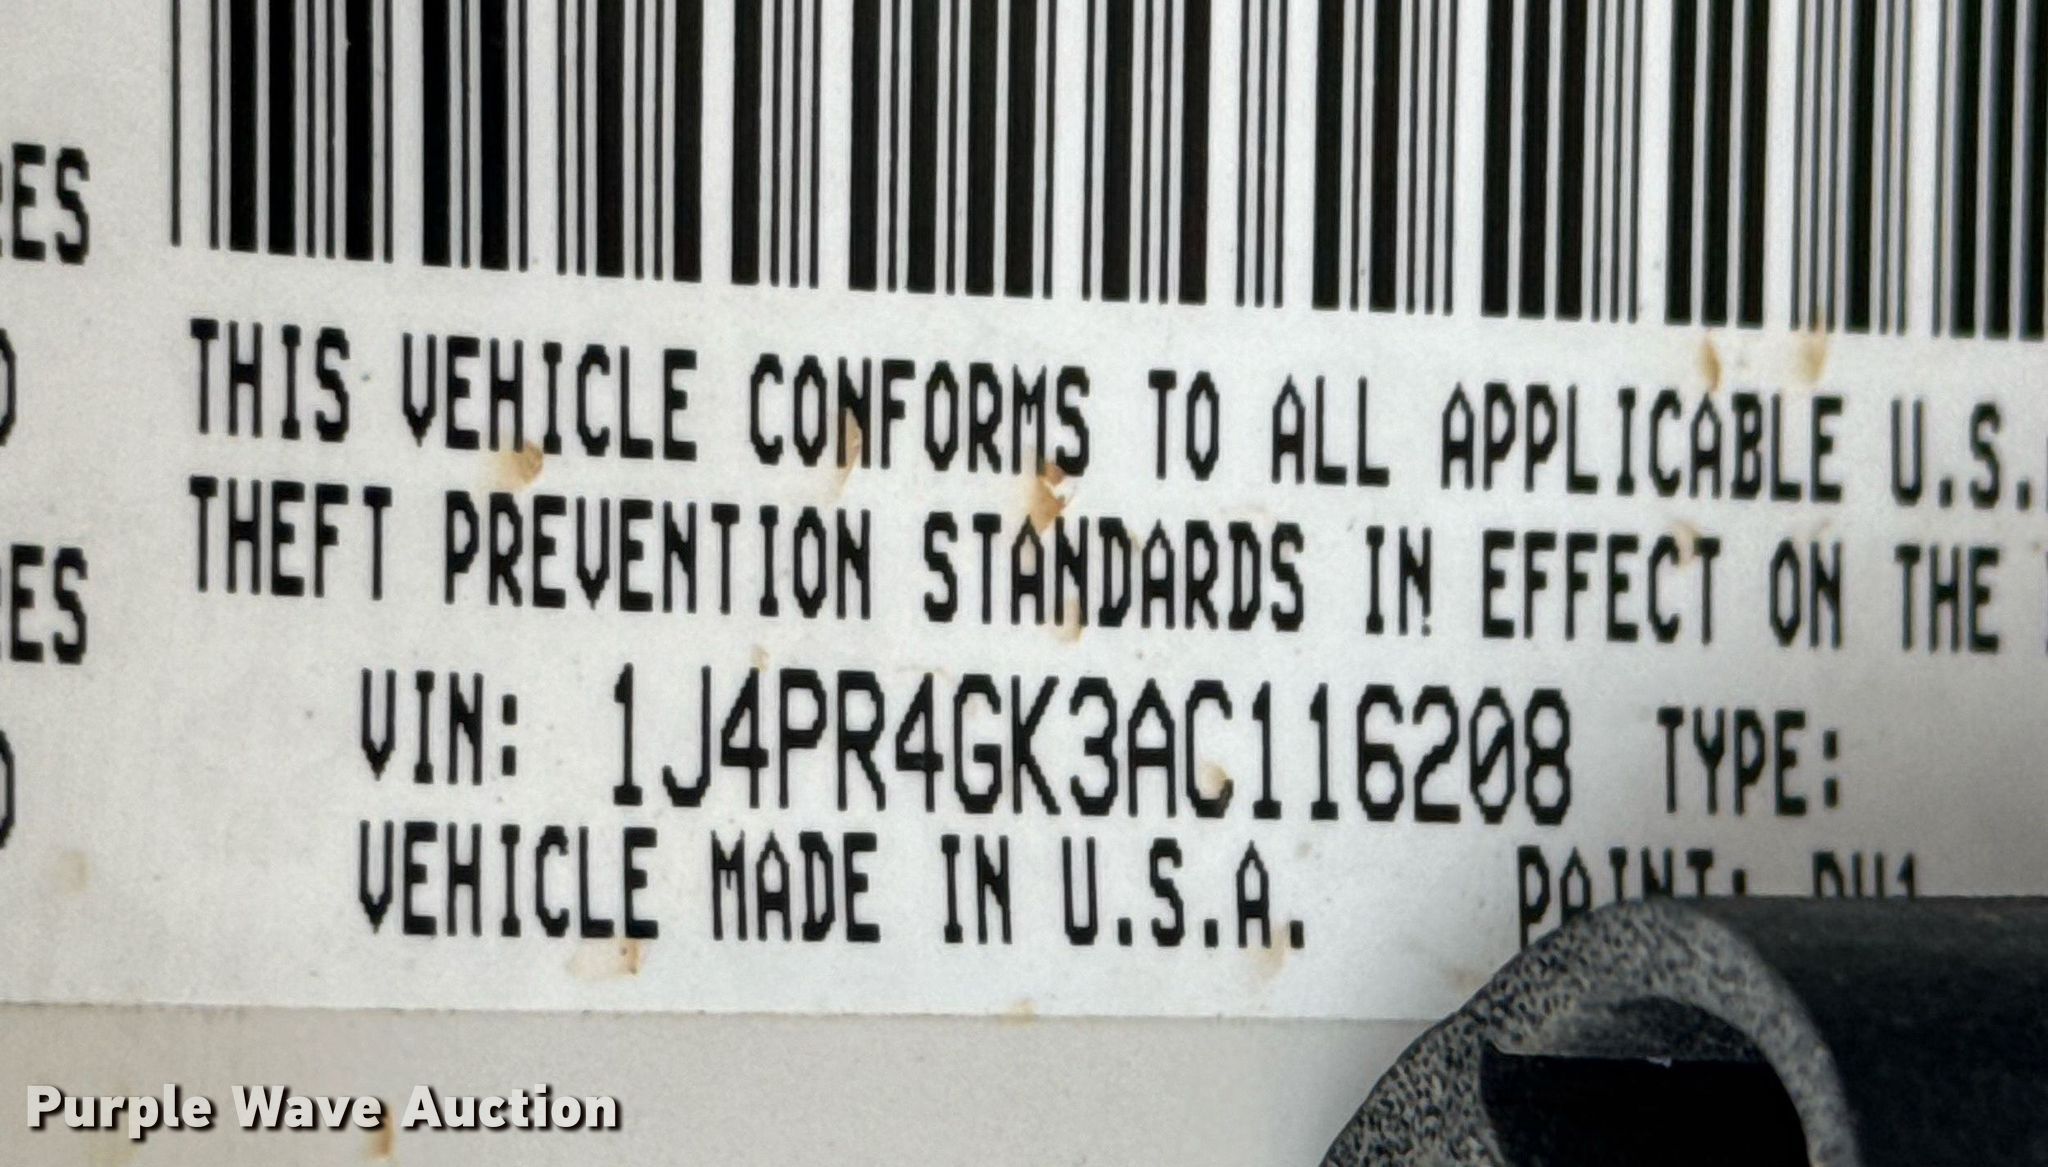 THIS VEHICLE CONFORMS TO ALL APPLICABLE U.S.
THEFT PREVENTION STANDARDS IN EFFECT ON THE
VIN: 1J4PR4GK3AC116208 TYPE:
VEHICLE MADE IN U.S.A. PAINT:
Purple Wave Auction